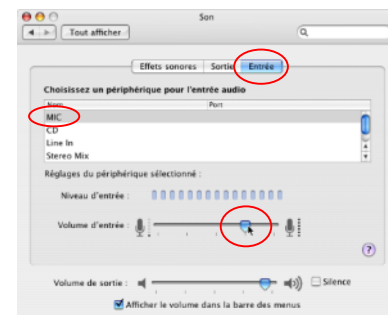 Son
Tout afficher
Effets sonores Sortie Entrée
Choisissez un périphérique pour l'entrée audio
Nom Port
MIC
CD
Line In
Stereo Mix
Réglages du périphérique sélectionné :
Niveau d'entrée :
Volume d'entrée :
?
Volume de sortie : Silence
Afficher le volume dans la barre des menus